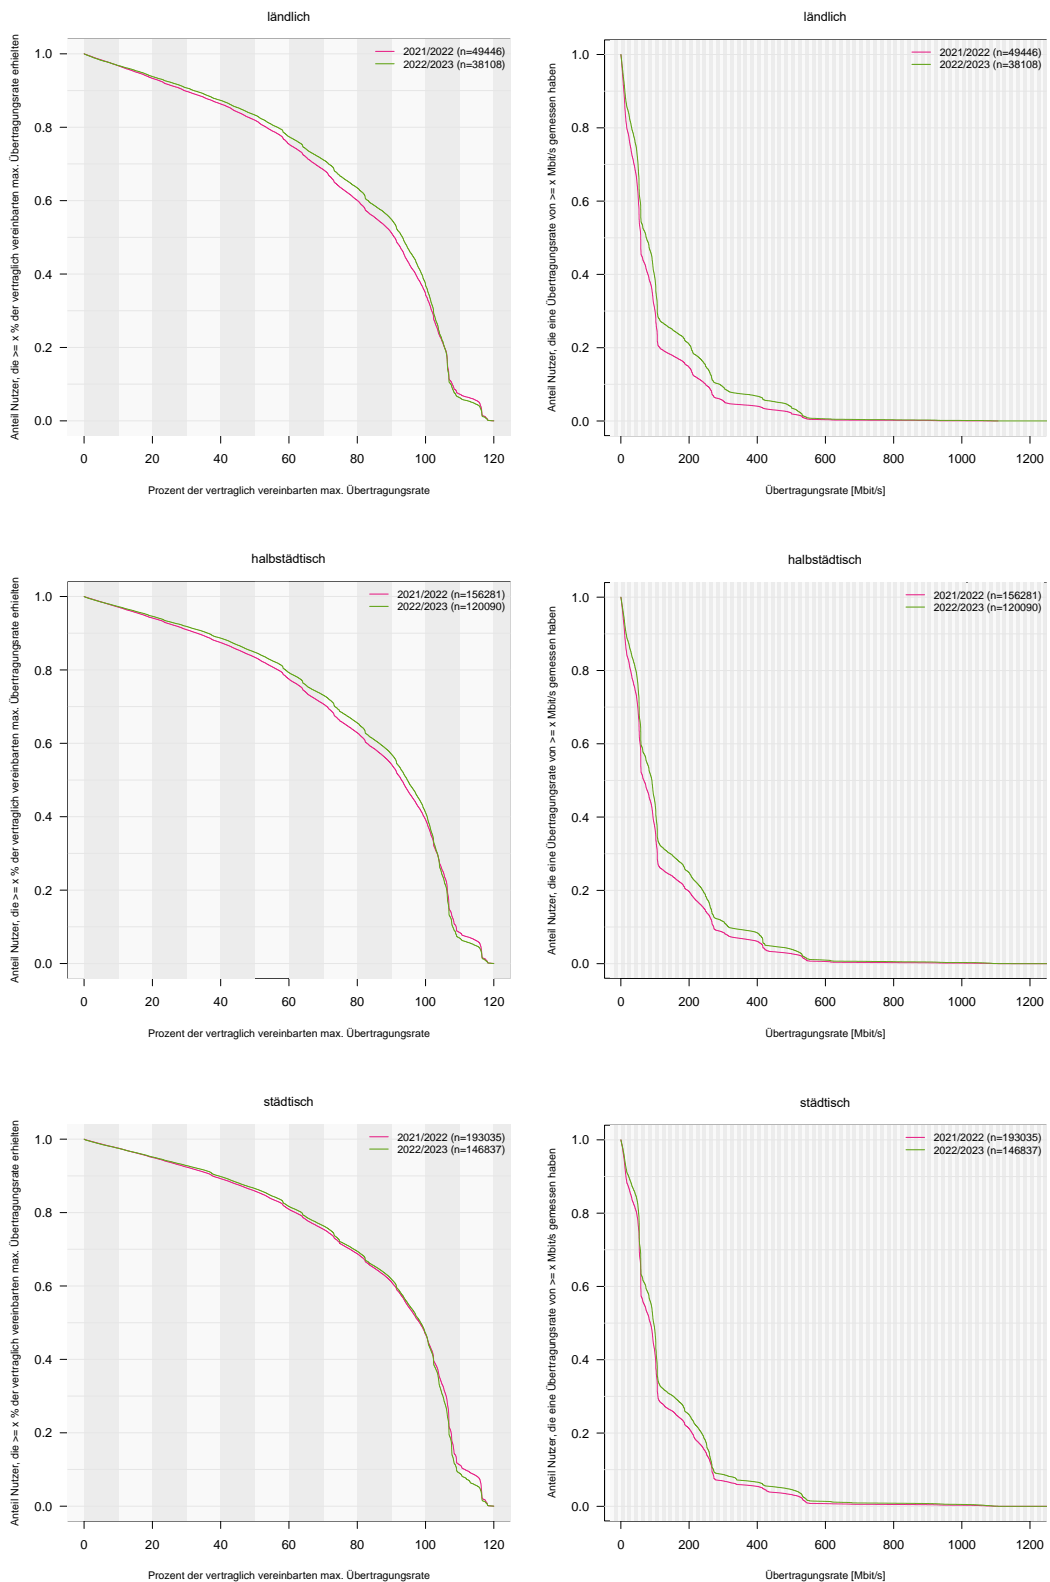 ländlich
Anteil Nutzer, die >= x % der vertraglich vereinbarten max. Übertragungsrate erhielten
2021/2022 (n=49446)
2022/2023 (n=38108)
1.0
0.8
0.6
0.4
0.2
0.0
0 20 40 60 80 100 120
Prozent der vertraglich vereinbarten max. Übertragungsrate
ländlich
Anteil Nutzer, die eine Übertragungsrate von >= x Mbit/s gemessen haben
2021/2022 (n=49446)
2022/2023 (n=38108)
1.0
0.8
0.6
0.4
0.2
0.0
0 200 400 600 800 1000 1200
Übertragungsrate [Mbit/s]
halbstädtisch
Anteil Nutzer, die >= x % der vertraglich vereinbarten max. Übertragungsrate erhielten
2021/2022 (n=156281)
2022/2023 (n=120090)
1.0
0.8
0.6
0.4
0.2
0.0
0 20 40 60 80 100 120
Prozent der vertraglich vereinbarten max. Übertragungsrate
halbstädtisch
Anteil Nutzer, die eine Übertragungsrate von >= x Mbit/s gemessen haben
2021/2022 (n=156281)
2022/2023 (n=120090)
1.0
0.8
0.6
0.4
0.2
0.0
0 200 400 600 800 1000 1200
Übertragungsrate [Mbit/s]
städtisch
Anteil Nutzer, die >= x % der vertraglich vereinbarten max. Übertragungsrate erhielten
2021/2022 (n=193035)
2022/2023 (n=146837)
1.0
0.8
0.6
0.4
0.2
0.0
0 20 40 60 80 100 120
Prozent der vertraglich vereinbarten max. Übertragungsrate
städtisch
Anteil Nutzer, die eine Übertragungsrate von >= x Mbit/s gemessen haben
2021/2022 (n=193035)
2022/2023 (n=146837)
1.0
0.8
0.6
0.4
0.2
0.0
0 200 400 600 800 1000 1200
Übertragungsrate [Mbit/s]